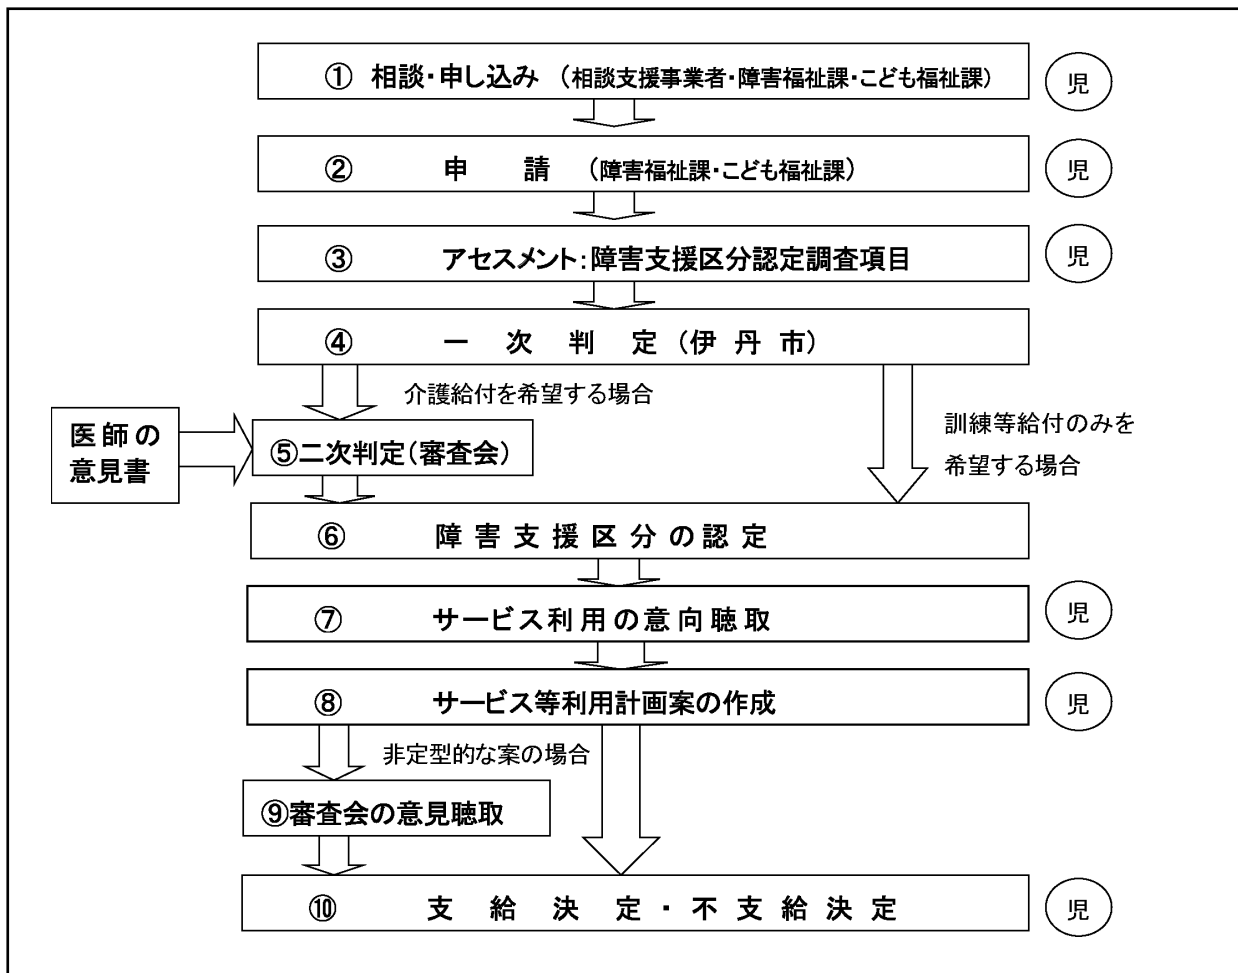 ① 相談・申し込み (相談支援事業者・障害福祉課・こども福祉課)
児
② 申請 (障害福祉課・こども福祉課)
児
③ アセスメント:障害支援区分認定調査項目
児
④ 一次判定(伊丹市)
介護給付を希望する場合
訓練等給付のみを
希望する場合
医師の
意見書
⑤二次判定(審査会)
⑥ 障害支援区分の認定
⑦ サービス利用の意向聴取
児
⑧ サービス等利用計画案の作成
児
非定型的な案の場合
⑨審査会の意見聴取
⑩ 支給決定・不支給決定
児